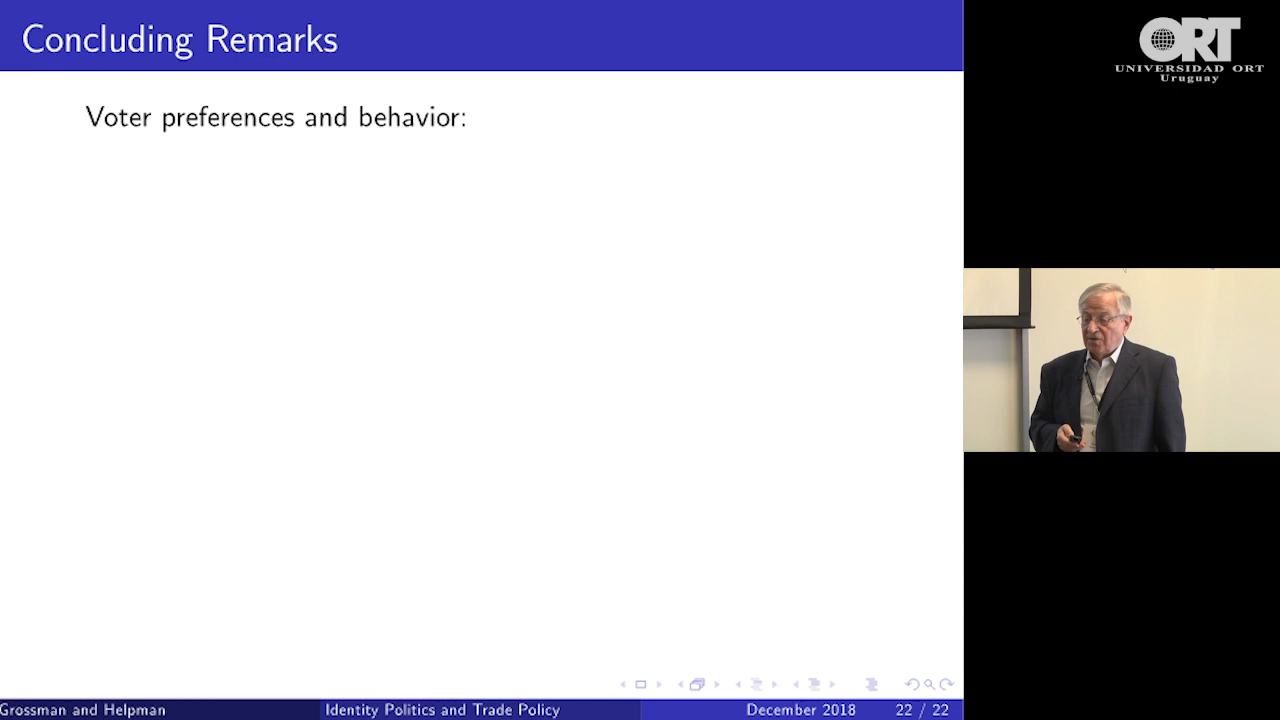 Concluding Remarks
Voter preferences and behavior:
ORT
UNIVERSIDAD ORT
Uruguay
Grossman and Helpman
Identity Politics and Trade Policy
December 2018
22 / 22